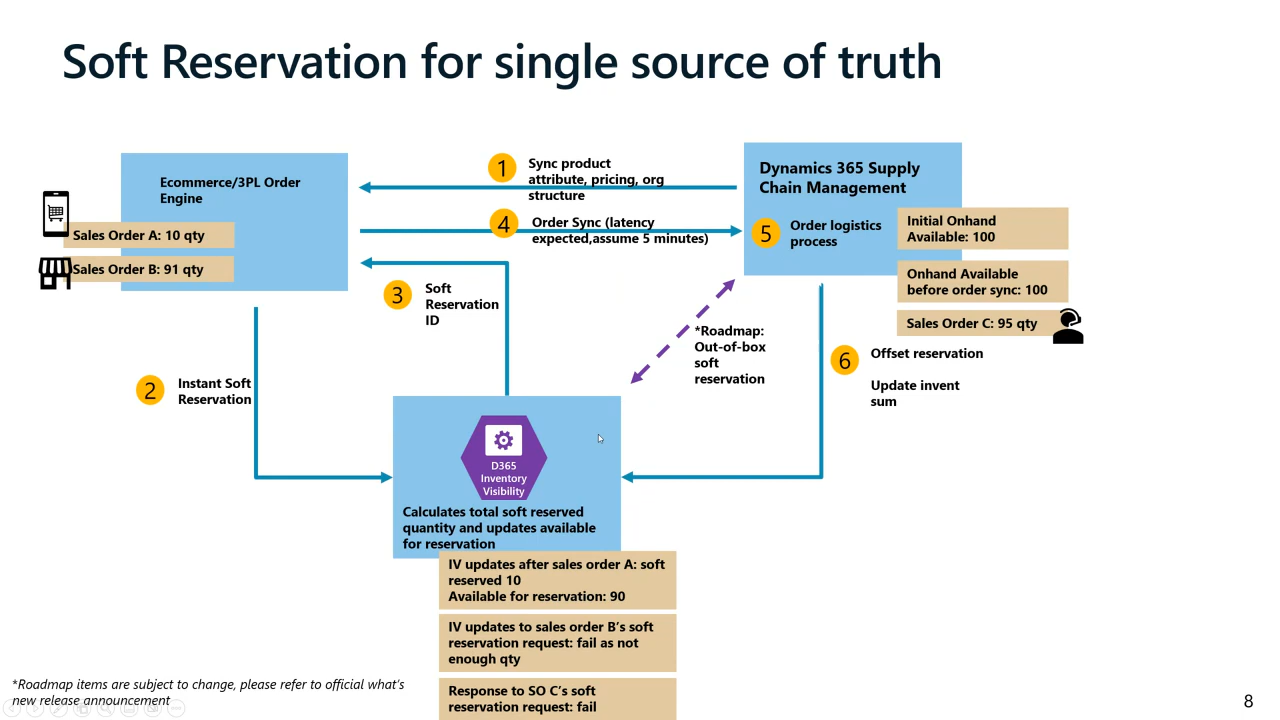 Soft Reservation for single source of truth
Ecommerce/3PL Order
Engine
Sales Order A: 10 qty
Sales Order B: 91 qty
1
Sync product
attribute, pricing, org
structure
4
Order Sync (latency
expected,assume 5 minutes)
3
Soft
Reservation
ID
Dynamics 365 Supply
Chain Management
5
Order logistics
process
Initial Onhand
Available: 100
Onhand Available
before order sync: 100
Sales Order C: 95 qty
*Roadmap:
Out-of-box
soft
reservation
6
Offset reservation
Update invent
sum
2
Instant Soft
Reservation
D365
Inventory
Visibility
Calculates total soft reserved
quantity and updates available
for reservation
IV updates after sales order A: soft
reserved 10
Available for reservation: 90
IV updates to sales order B’s soft
reservation request: fail as not
enough qty
Response to SO C’s soft
reservation request: fail
*Roadmap items are subject to change, please refer to official what’s
new release announcement
8